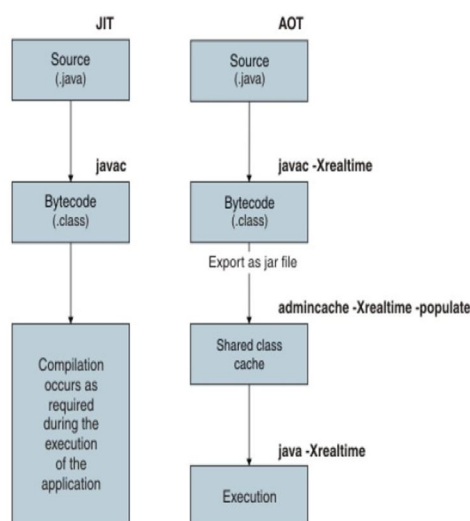 JIT
Source
(.java)
javac
Bytecode
(.class)
Compilation
occurs as
required
during the
execution
of the
application
AOT
Source
(.java)
javac -Xrealtime
Bytecode
(.class)
Export as jar file
admincache -Xrealtime -populate
Shared class
cache
java -Xrealtime
Execution